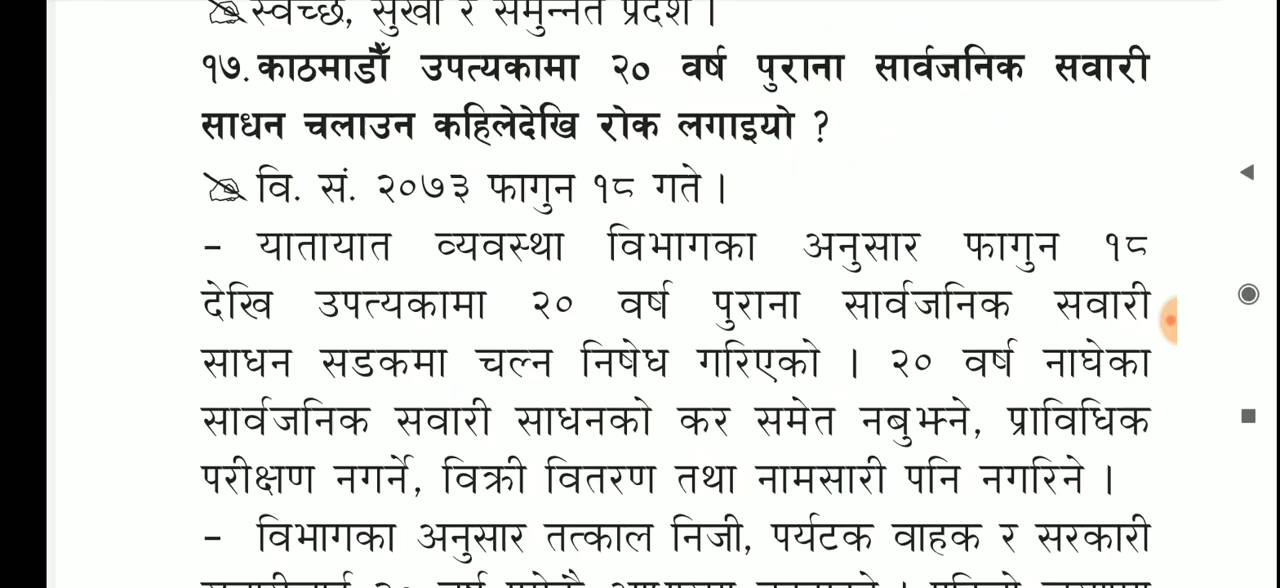 स्वच्छ, सुखी र समुन्नत प्रदेश ।
१७. काठमाडौँ उपत्यकामा २० वर्ष पुराना सार्वजनिक सवारी
साधन चलाउन कहिलेदेखि रोक लगाइयो ?
वि. सं. २०७३ फागुन १८ गते ।
– यातायात व्यवस्था विभागका अनुसार फागुन १८
देखि उपत्यकामा २० वर्ष पुराना सार्वजनिक सवारी
साधन सडकमा चल्न निषेध गरिएको । २० वर्ष नाघेका
सार्वजनिक सवारी साधनको कर समेत नबुझ्ने, प्राविधिक
परीक्षण नगर्ने, विक्री वितरण तथा नामसारी पनि नगरिने ।
– विभागका अनुसार तत्काल निजी, पर्यटक वाहक र सरकारी